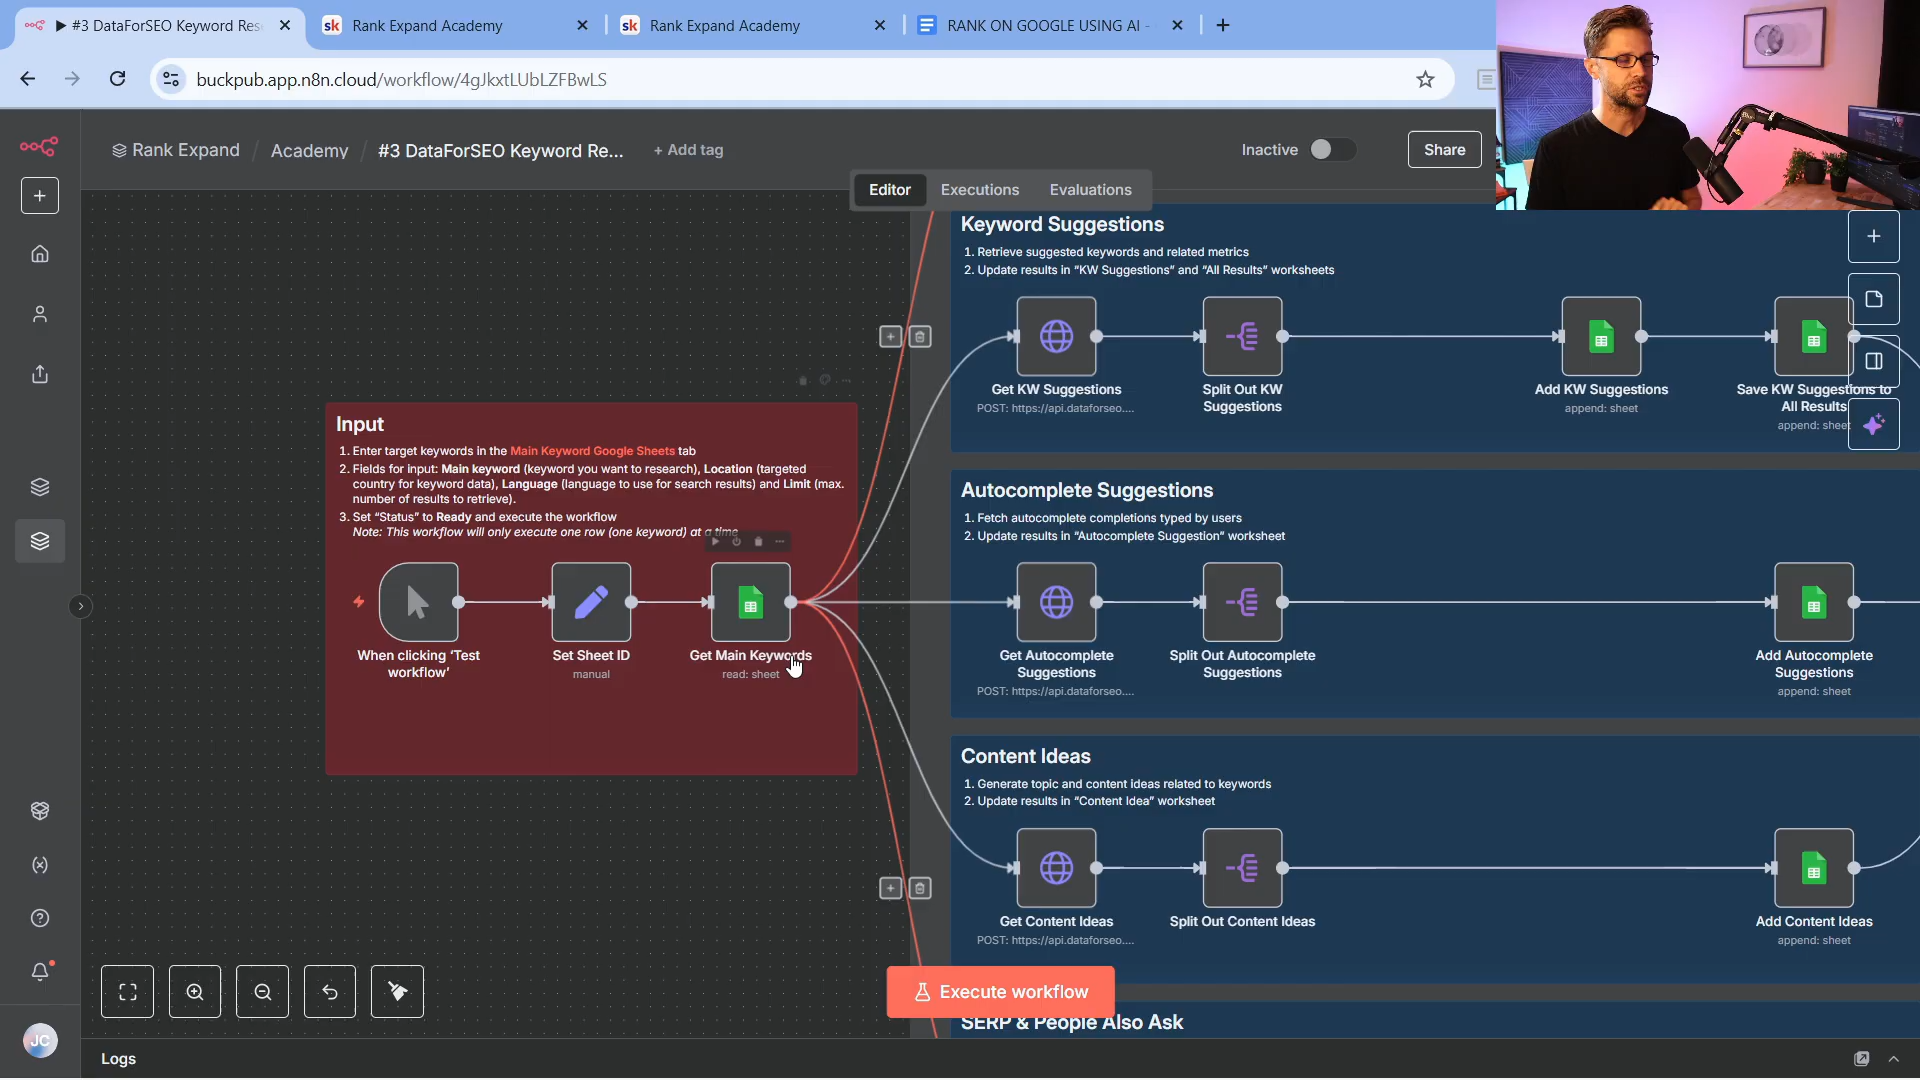 #3 DataForSEO Keyword Res
sk Rank Expand Academy
sk Rank Expand Academy
RANK ON GOOGLE USING AI -
buckpub.app.n8n.cloud/workflow/4gJkxtLUbLZFBwLS
Rank Expand / Academy / #3 DataForSEO Keyword Re... + Add tag
Inactive
Share
Editor Executions Evaluations
Keyword Suggestions
1. Retrieve suggested keywords and related metrics
2. Update results in "KW Suggestions" and "All Results" worksheets
Get KW Suggestions
POST: https://api.dataforseo....
Split Out KW
Suggestions
Add KW Suggestions
append: sheet
Save KW Suggestions to
All Results
append: sheet
Input
1. Enter target keywords in the Main Keyword Google Sheets tab
2. Fields for input: Main keyword (keyword you want to research), Location (targeted
country for keyword data), Language (language to use for search results) and Limit (max.
number of results to retrieve).
3. Set "Status" to Ready and execute the workflow
Note: This workflow will only execute one row (one keyword) at a time
When clicking 'Test
workflow'
Set Sheet ID
manual
Get Main Keywords
read: sheet
Autocomplete Suggestions
1. Fetch autocomplete completions typed by users
2. Update results in "Autocomplete Suggestion" worksheet
Get Autocomplete
Suggestions
POST: https://api.dataforseo....
Split Out Autocomplete
Suggestions
Add Autocomplete
Suggestions
append: sheet
Content Ideas
1. Generate topic and content ideas related to keywords
2. Update results in "Content Idea" worksheet
Get Content Ideas
POST: https://api.dataforseo....
Split Out Content Ideas
Add Content Ideas
append: sheet
Execute workflow
SERP & People Also Ask
JC
Logs